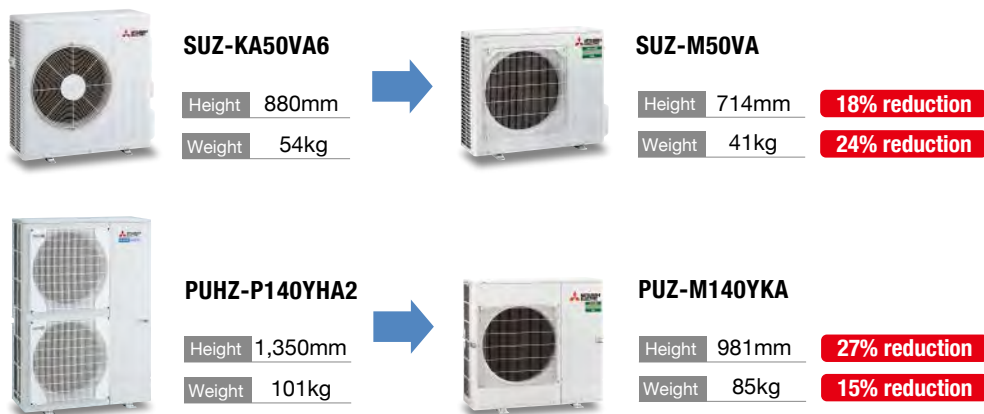 SUZ-KA50VA6
Height 880mm
Weight 54kg
SUZ-M50VA
Height 714mm 18% reduction
Weight 41kg 24% reduction
PUHZ-P140YHA2
Height 1,350mm
Weight 101kg
PUZ-M140YKA
Height 981mm 27% reduction
Weight 85kg 15% reduction